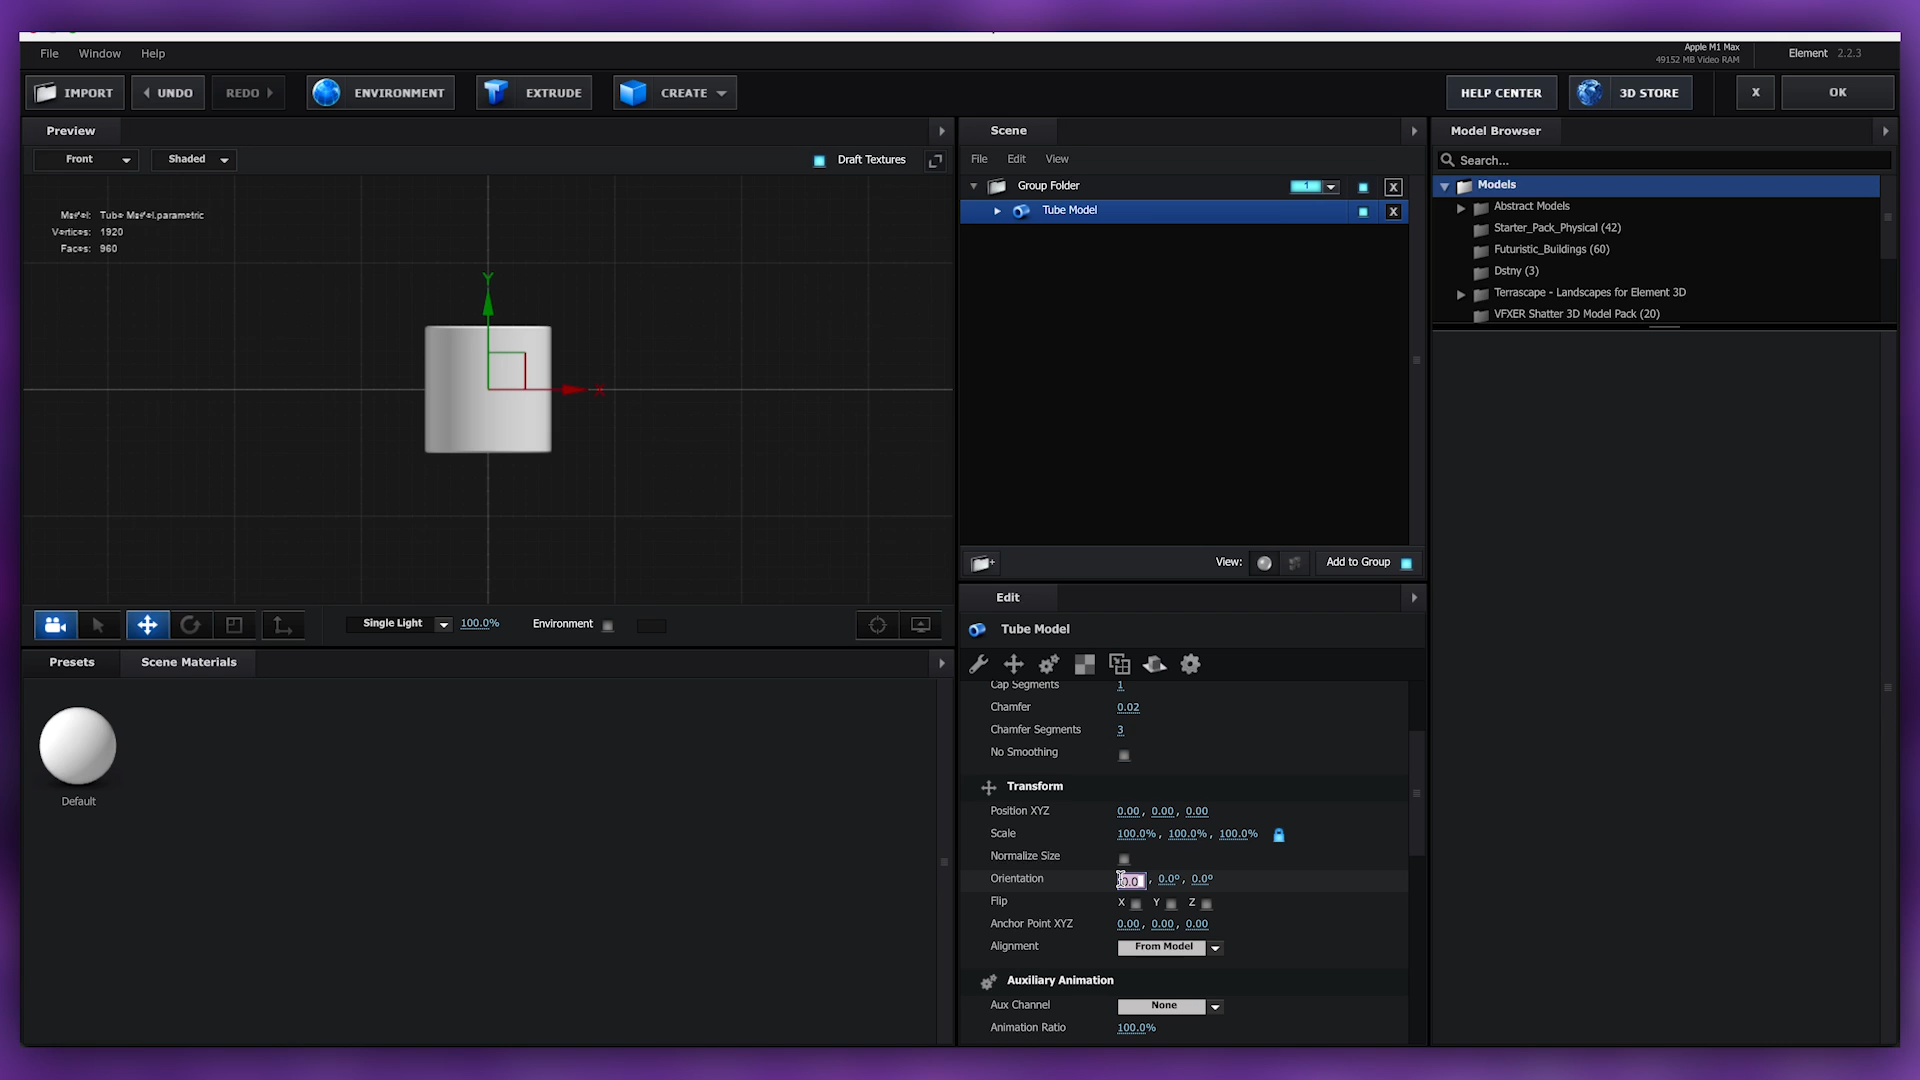 File Window Help
Apple M1 Max
49152 MB Video RAM
Element 2.2.3
IMPORT UNDO REDO ENVIRONMENT EXTRUDE CREATE HELP CENTER 3D STORE X OK
Preview
Front Shaded Draft Textures
Vertices: 1920
Faces: 960
Y
X
Single Light 100.0% Environment
Presets Scene Materials
Default
Scene
File Edit View
Group Folder 1 X
Tube Model X
View: Add to Group
Edit
Tube Model
Cap Segments 1
Chamfer 0.02
Chamfer Segments 3
No Smoothing
Transform
Position XYZ 0.00, 0.00, 0.00
Scale 100.0%, 100.0%, 100.0%
Normalize Size
Orientation 0.0, 0.0°, 0.0°
Flip X Y Z
Anchor Point XYZ 0.00, 0.00, 0.00
Alignment From Model
Auxiliary Animation
Aux Channel None
Animation Ratio 100.0%
Model Browser
Search...
Models
Abstract Models
Starter_Pack_Physical (42)
Futuristic_Buildings (60)
Dstny (3)
Terrascape - Landscapes for Element 3D
VFXER Shatter 3D Model Pack (20)